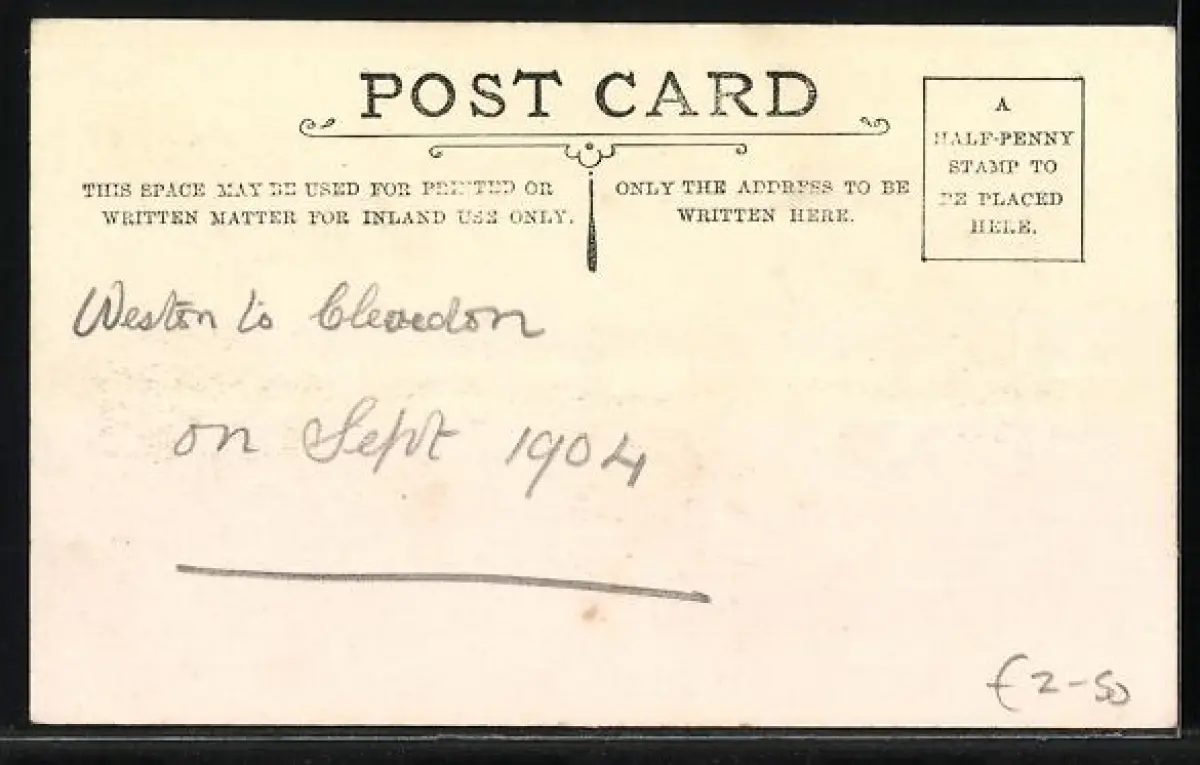 POST CARD
THIS SPACE MAY BE USED FOR PRINTED OR
WRITTEN MATTER FOR INLAND USE ONLY.
ONLY THE ADDRESS TO BE
WRITTEN HERE.
A
HALF-PENNY
STAMP TO
BE PLACED
HERE.
Weston to Clevedon
on Sept 1904
£2-50